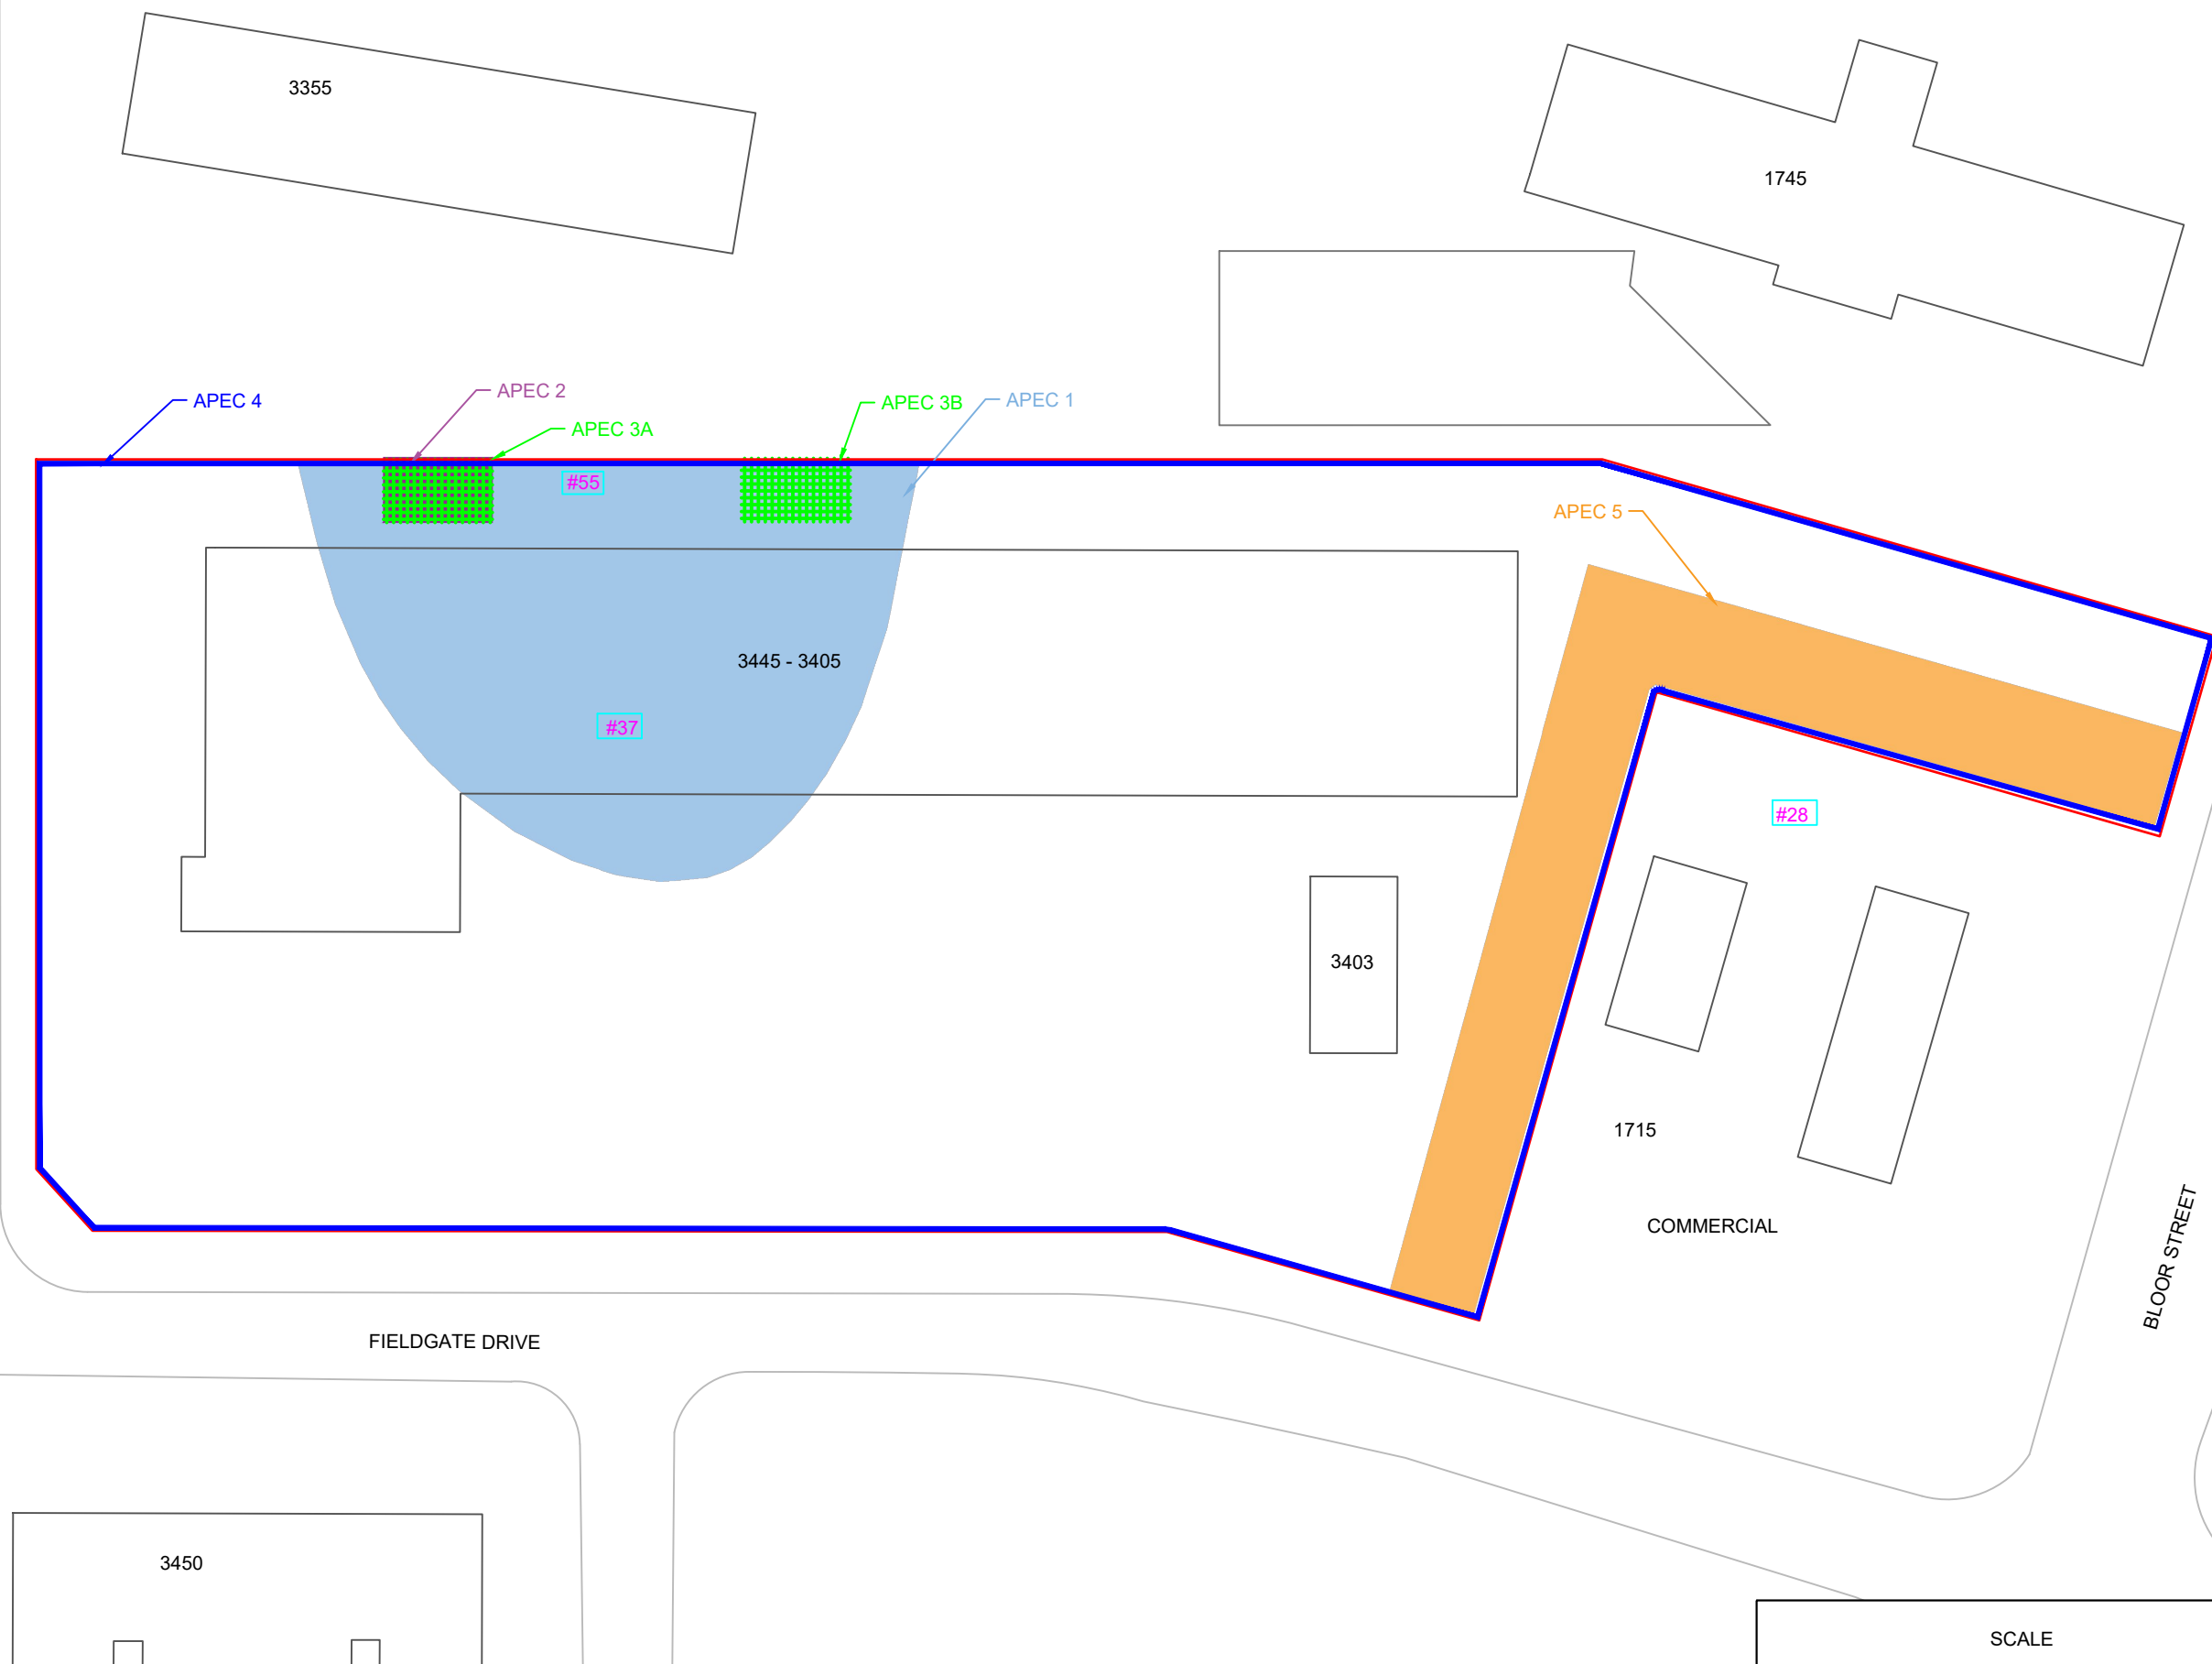 3355
1745
APEC 4
APEC 2
APEC 3A
APEC 3B
APEC 1
#55
APEC 5
3445 - 3405
#37
#28
3403
1715
COMMERCIAL
BLOOR STREET
FIELDGATE DRIVE
3450
SCALE